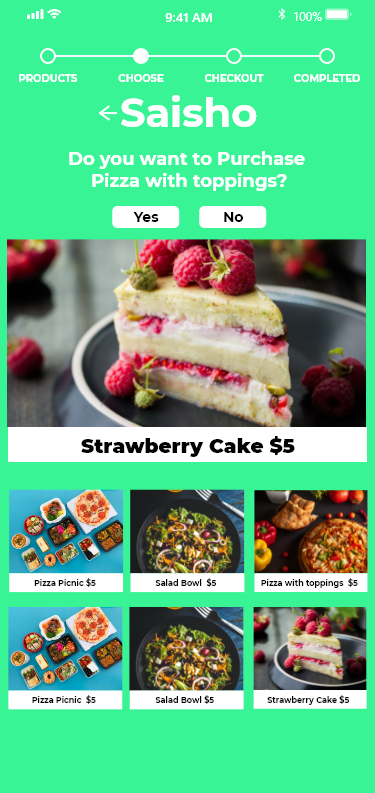 9:41 AM
100%
PRODUCTS CHOOSE CHECKOUT COMPLETED
←Saisho
Do you want to Purchase
Pizza with toppings?
Yes No
Strawberry Cake $5
Pizza Picnic $5 Salad Bowl $5 Pizza with toppings $5
Pizza Picnic $5 Salad Bowl $5 Strawberry Cake $5